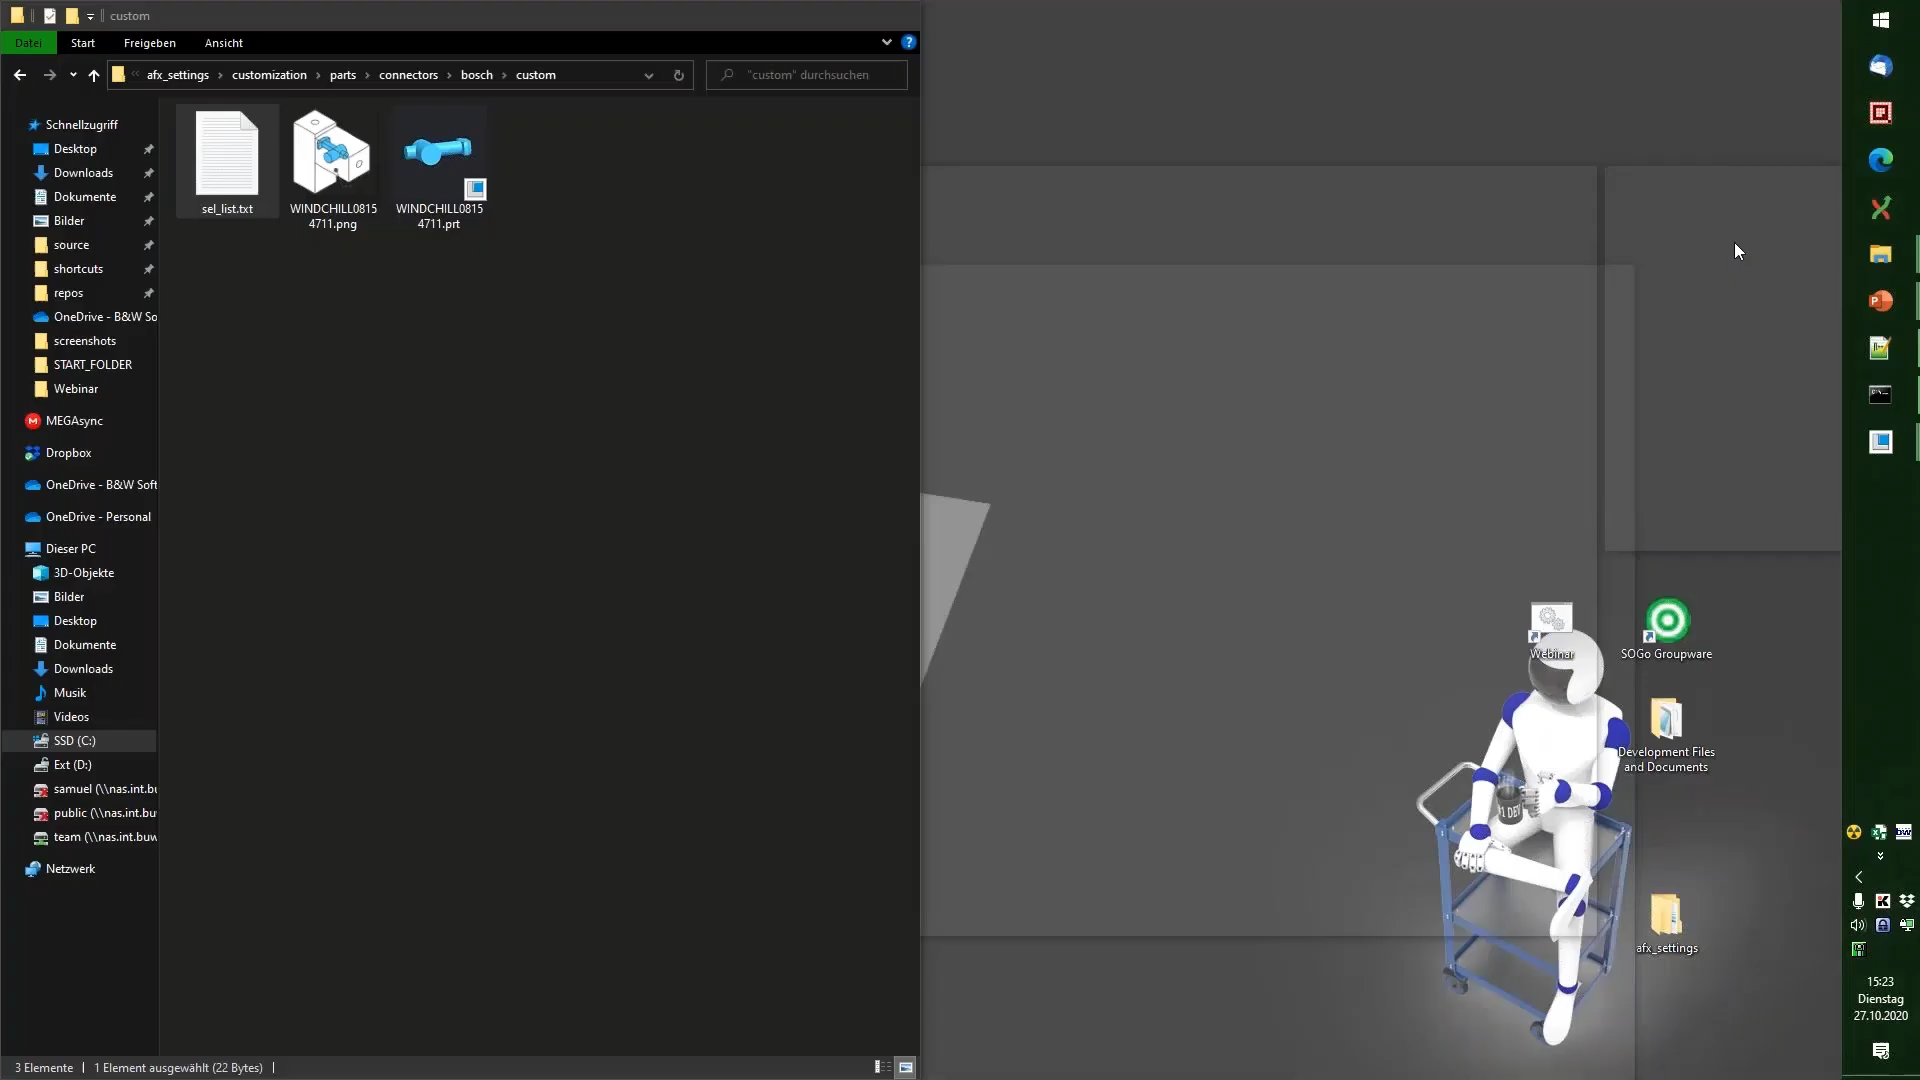 custom
Datei
Start
Freigeben
Ansicht
afx_settings › customization › parts › connectors › bosch › custom
"custom" durchsuchen
Schnellzugriff
Desktop
Downloads
Dokumente
Bilder
source
shortcuts
repos
OneDrive - B&W So
screenshots
START_FOLDER
Webinar
MEGAsync
Dropbox
OneDrive - B&W Soft
OneDrive - Personal
Dieser PC
3D-Objekte
Bilder
Desktop
Dokumente
Downloads
Musik
Videos
SSD (C:)
Ext (D:)
samuel (\\nas.int.bu
public (\\nas.int.bu
team (\\nas.int.buw
Netzwerk
sel_list.txt
WINDCHILL0815
4711.png
WINDCHILL0815
4711.prt
3 Elemente
1 Element ausgewählt (22 Bytes)
Webinar
SOGo Groupware
Development Files
and Documents
afx_settings
#1 DEV
bw
15:23
Dienstag
27.10.2020